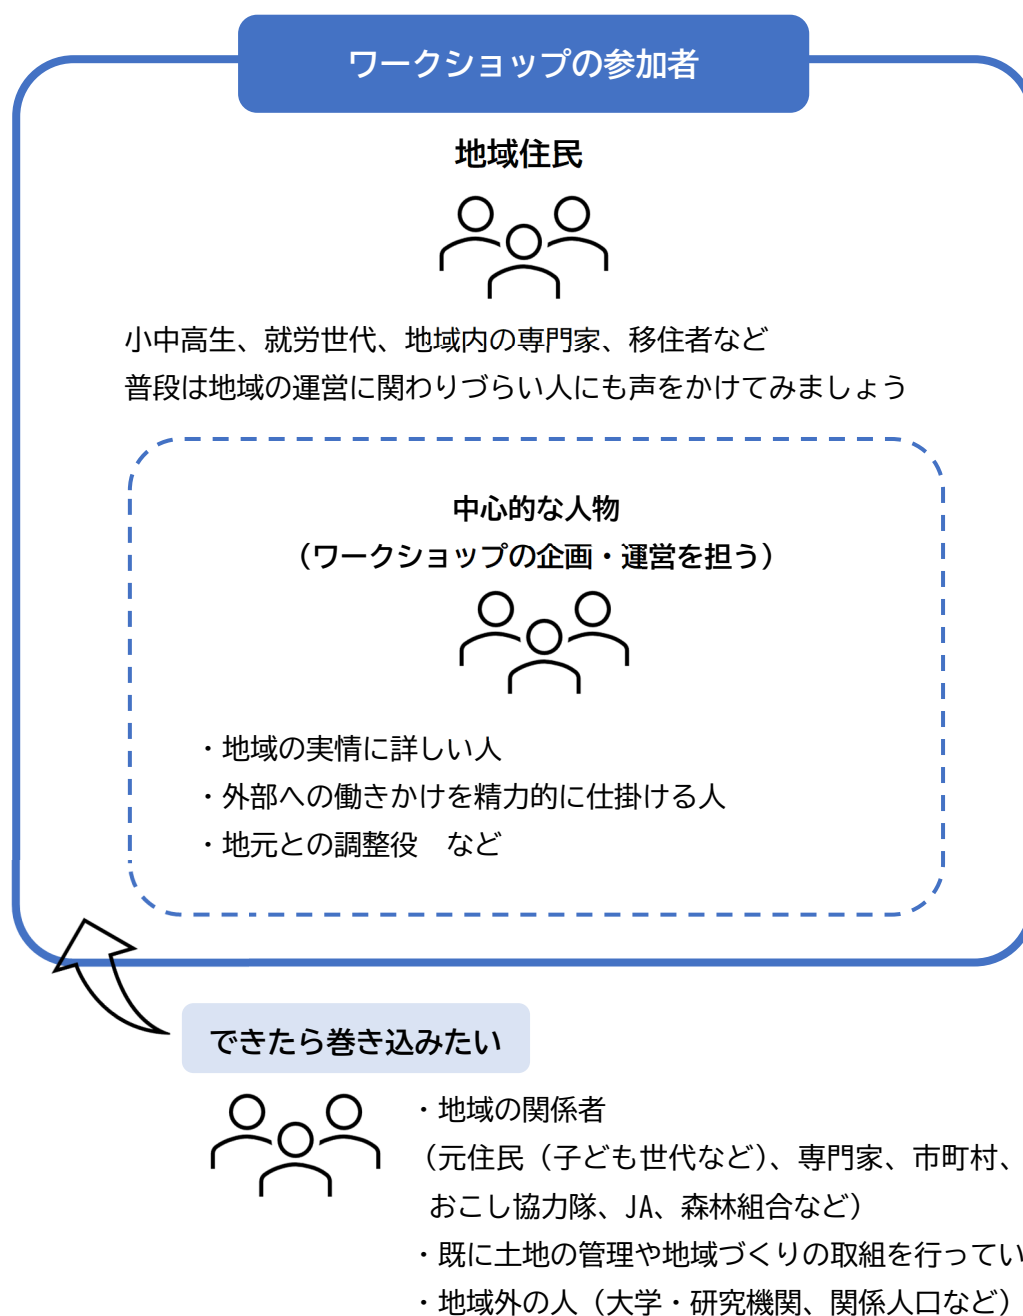 ワークショップの参加者
地域住民
小中高生、就労世代、地域内の専門家、移住者など
普段は地域の運営に関わりづらい人にも声をかけてみましょう
中心的な人物
（ワークショップの企画・運営を担う）
・地域の実情に詳しい人
・外部への働きかけを精力的に仕掛ける人
・地元との調整役　など
できたら巻き込みたい
・地域の関係者
（元住民（子ども世代など）、専門家、市町村、
おこし協力隊、JA、森林組合など）
・既に土地の管理や地域づくりの取組を行ってい
・地域外の人（大学・研究機関、関係人口など）